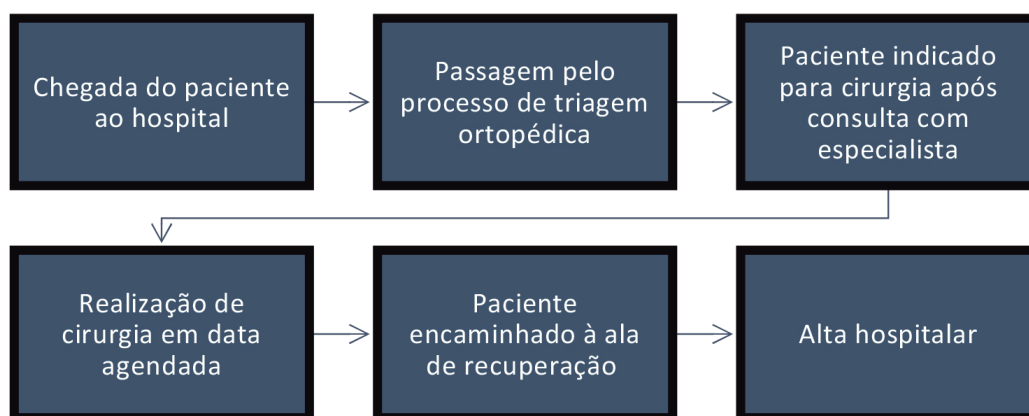 Chegada do paciente
ao hospital
Passagem pelo
processo de triagem
ortopédica
Paciente indicado
para cirurgia após
consulta com
especialista
Realização de
cirurgia em data
agendada
Paciente
encaminhado à ala
de recuperação
Alta hospitalar